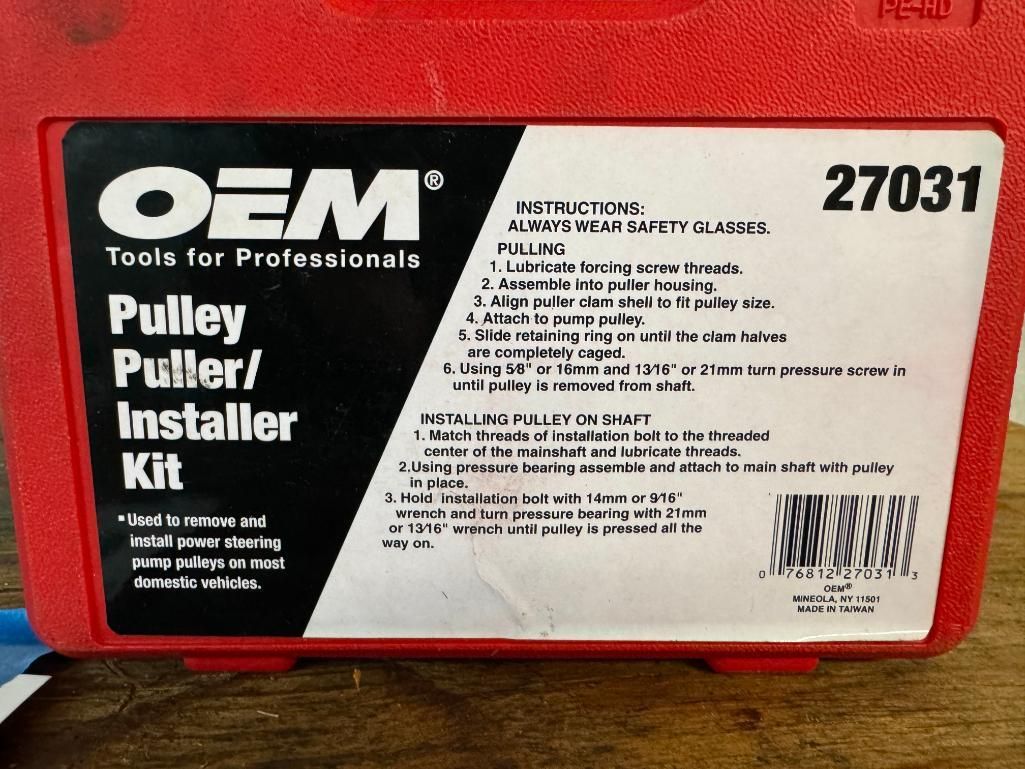 PE-HD
OEM®
Tools for Professionals
Pulley
Puller/
Installer
Kit
▪Used to remove and
install power steering
pump pulleys on most
domestic vehicles.
27031
INSTRUCTIONS:
ALWAYS WEAR SAFETY GLASSES.
PULLING
1. Lubricate forcing screw threads.
2. Assemble into puller housing.
3. Align puller clam shell to fit pulley size.
4. Attach to pump pulley.
5. Slide retaining ring on until the clam halves
are completely caged.
6. Using 5⁄8" or 16mm and 13⁄16" or 21mm turn pressure screw in
until pulley is removed from shaft.
INSTALLING PULLEY ON SHAFT
1. Match threads of installation bolt to the threaded
center of the mainshaft and lubricate threads.
2,Using pressure bearing assemble and attach to main shaft with pulley
in place.
3. Hold installation bolt with 14mm or 9⁄16"
wrench and turn pressure bearing with 21mm
or 13⁄16" wrench until pulley is pressed all the
way on.
0 76812 27031 3
OEM®
MINEOLA, NY 11501
MADE IN TAIWAN